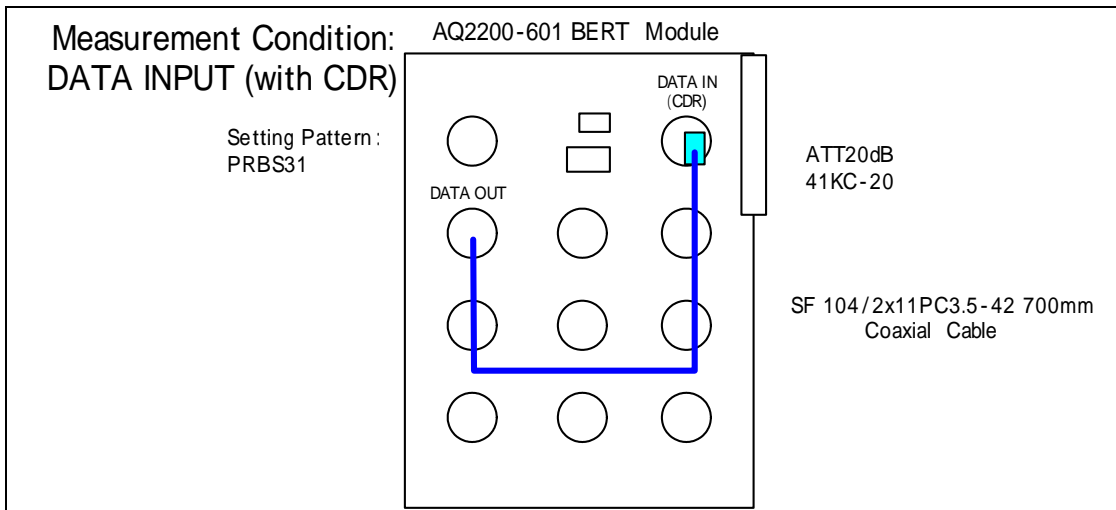 Measurement Condition:
DATA INPUT (with CDR)
AQ2200-601 BERT Module
DATA IN
(CDR)
Setting Pattern:
PRBS31
ATT20dB
41KC-20
DATA OUT
SF 104/2x11PC3.5-42 700mm
Coaxial Cable